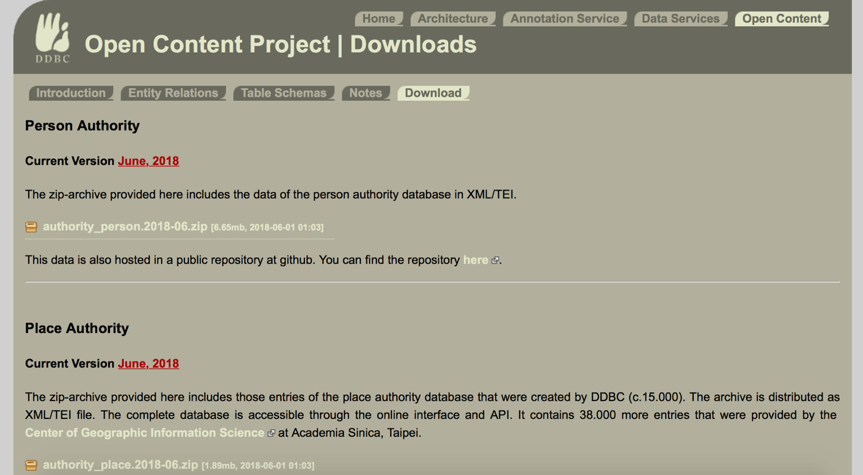 Home Architecture Annotation Service Data Services Open Content
DDBC
Open Content Project | Downloads
Introduction Entity Relations Table Schemas Notes Download
Person Authority
Current Version June, 2018
The zip-archive provided here includes the data of the person authority database in XML/TEI.
authority_person.2018-06.zip [6.65mb, 2018-06-01 01:03]
This data is also hosted in a public repository at github. You can find the repository here.
Place Authority
Current Version June, 2018
The zip-archive provided here includes those entries of the place authority database that were created by DDBC (c.15.000). The archive is distributed as
XML/TEI file. The complete database is accessible through the online interface and API. It contains 38.000 more entries that were provided by the
Center of Geographic Information Science at Academia Sinica, Taipei.
authority_place.2018-06.zip [1.89mb, 2018-06-01 01:03]